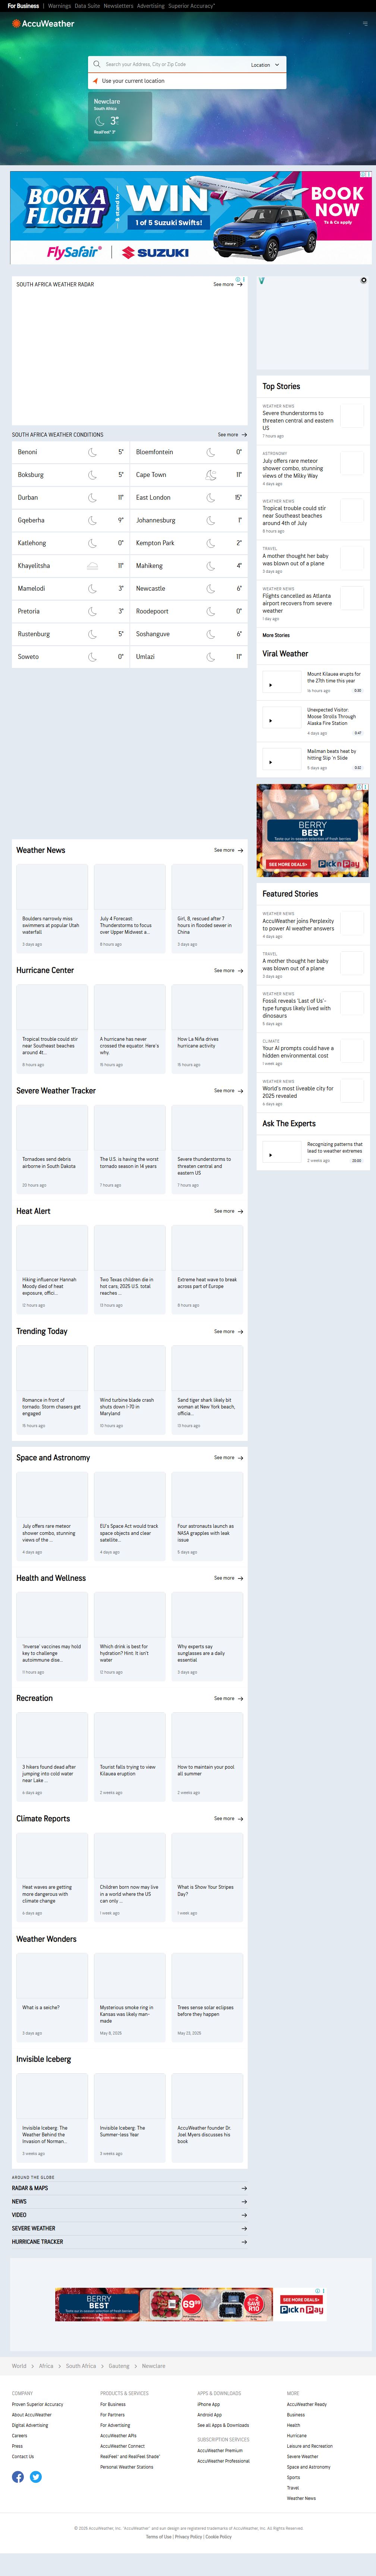 For Business | Warnings Data Suite Newsletters Advertising Superior Accuracy™
AccuWeather
Search your Address, City or Zip Code Location
Use your current location
Newclare
South Africa
3°
RealFeel® 3°
BOOK A FLIGHT
& stand to
WIN
1 of 5 Suzuki Swifts!
BOOK NOW
Ts & Cs apply
FlySafair
SUZUKI
SOUTH AFRICA WEATHER RADAR See more
SOUTH AFRICA WEATHER CONDITIONS See more
Benoni 5° Bloemfontein 0°
Boksburg 5° Cape Town 11°
Durban 11° East London 15°
Gqeberha 9° Johannesburg 1°
Katlehong 0° Kempton Park 2°
Khayelitsha 11° Mahikeng 4°
Mamelodi 3° Newcastle 6°
Pretoria 3° Roodepoort 0°
Rustenburg 5° Soshanguve 6°
Soweto 0° Umlazi 11°
Top Stories
WEATHER NEWS
Severe thunderstorms to
threaten central and eastern
US
7 hours ago
ASTRONOMY
July offers rare meteor
shower combo, stunning
views of the Milky Way
4 days ago
WEATHER NEWS
Tropical trouble could stir
near Southeast beaches
around 4th of July
8 hours ago
TRAVEL
A mother thought her baby
was blown out of a plane
3 days ago
WEATHER NEWS
Flights cancelled as Atlanta
airport recovers from severe
weather
1 day ago
More Stories
Viral Weather
Mount Kilauea erupts for
the 27th time this year
16 hours ago 0:30
Unexpected Visitor:
Moose Strolls Through
Alaska Fire Station
4 days ago 4:47
Mailman beats heat by
hitting Slip 'n Slide
5 days ago 0:32
BERRY
BEST
Taste our in season selection of fresh berries
SEE MORE DEALS>
Pick n Pay
Featured Stories
WEATHER NEWS
AccuWeather joins Perplexity
to power AI weather answers
4 days ago
TRAVEL
A mother thought her baby
was blown out of a plane
3 days ago
WEATHER NEWS
Fossil reveals 'Last of Us'-
type fungus likely lived with
dinosaurs
5 days ago
CLIMATE
Your AI prompts could have a
hidden environmental cost
1 week ago
WEATHER NEWS
World's most liveable city for
2025 revealed
6 days ago
Ask The Experts
Recognizing patterns that
lead to weather extremes
2 weeks ago 20:00
Weather News See more
Boulders narrowly miss
swimmers at popular Utah
waterfall
3 days ago
July 4 Forecast:
Thunderstorms to focus
over Upper Midwest a...
8 hours ago
Girl, 8, rescued after 7
hours in flooded sewer in
China
3 days ago
Hurricane Center See more
Tropical trouble could stir
near Southeast beaches
around 4t...
8 hours ago
A hurricane has never
crossed the equator. Here's
why.
15 hours ago
How La Niña drives
hurricane activity
15 hours ago
Severe Weather Tracker See more
Tornadoes send debris
airborne in South Dakota
20 hours ago
The U.S. is having the worst
tornado season in 14 years
7 hours ago
Severe thunderstorms to
threaten central and
eastern US
7 hours ago
Heat Alert See more
Hiking influencer Hannah
Moody died of heat
exposure, offici...
12 hours ago
Two Texas children die in
hot cars; 2025 U.S. total
reaches ...
13 hours ago
Extreme heat wave to break
across part of Europe
8 hours ago
Trending Today See more
Romance in front of
tornado: Storm chasers get
engaged
15 hours ago
Wind turbine blade crash
shuts down I-70 in
Maryland
10 hours ago
Sand tiger shark likely bit
woman at New York beach,
officia...
13 hours ago
Space and Astronomy See more
July offers rare meteor
shower combo, stunning
views of the ...
4 days ago
EU's Space Act would track
space objects and clear
satellite...
4 days ago
Four astronauts launch as
NASA grapples with leak
issue
5 days ago
Health and Wellness See more
'Inverse' vaccines may hold
key to challenge
autoimmune dise...
11 hours ago
Which drink is best for
hydration? Hint: It isn't
water
12 hours ago
Why experts say
sunglasses are a daily
essential
3 days ago
Recreation See more
3 hikers found dead after
jumping into cold water
near Lake ...
6 days ago
Tourist falls trying to view
Kilauea eruption
2 weeks ago
How to maintain your pool
all summer
2 weeks ago
Climate Reports See more
Heat waves are getting
more dangerous with
climate change
6 days ago
Children born now may live
in a world where the US
can only ...
1 week ago
What is Show Your Stripes
Day?
1 week ago
Weather Wonders
What is a seiche?
3 days ago
Mysterious smoke ring in
Kansas was likely man-
made
May 8, 2025
Trees sense solar eclipses
before they happen
May 23, 2025
Invisible Iceberg
Invisible Iceberg: The
Weather Behind the
Invasion of Norman...
3 weeks ago
Invisible Iceberg: The
Summer-less Year
3 weeks ago
AccuWeather founder Dr.
Joel Myers discusses his
book
AROUND THE GLOBE
RADAR & MAPS
NEWS
VIDEO
SEVERE WEATHER
HURRICANE TRACKER
BERRY
BEST
Taste our in season selection of fresh berries
69.99
2
SAVE
R10
SEE MORE DEALS>
Pick n Pay
World > Africa > South Africa > Gauteng > Newclare
COMPANY
Proven Superior Accuracy
About AccuWeather
Digital Advertising
Careers
Press
Contact Us
PRODUCTS & SERVICES
For Business
For Partners
For Advertising
AccuWeather APIs
AccuWeather Connect
RealFeel® and RealFeel Shade™
Personal Weather Stations
APPS & DOWNLOADS
iPhone App
Android App
See all Apps & Downloads
SUBSCRIPTION SERVICES
AccuWeather Premium
AccuWeather Professional
MORE
AccuWeather Ready
Business
Health
Hurricane
Leisure and Recreation
Severe Weather
Space and Astronomy
Sports
Travel
Weather News
© 2025 AccuWeather, Inc. "AccuWeather" and sun design are registered trademarks of AccuWeather, Inc. All Rights Reserved.
Terms of Use | Privacy Policy | Cookie Policy